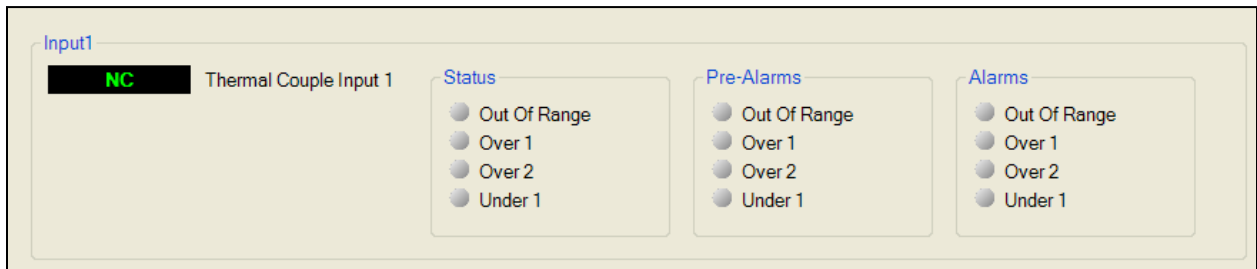 Input1
NC Thermal Couple Input 1
Status
Out Of Range
Over 1
Over 2
Under 1
Pre-Alarms
Out Of Range
Over 1
Over 2
Under 1
Alarms
Out Of Range
Over 1
Over 2
Under 1